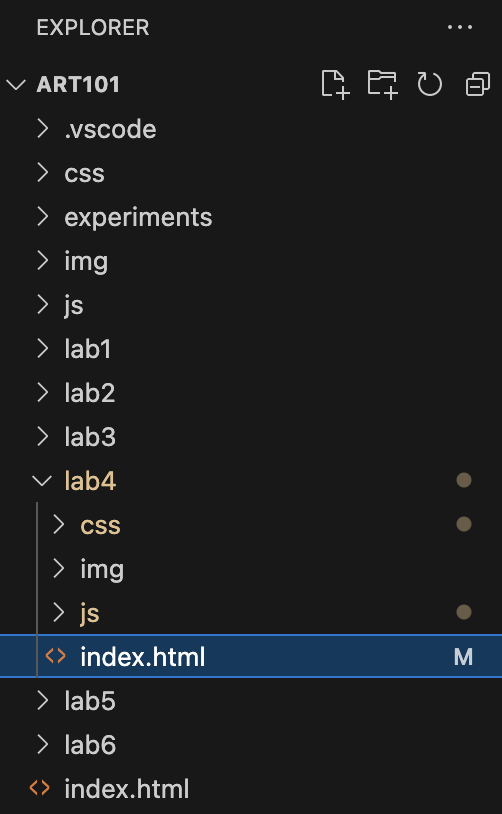 EXPLORER
ART101
.vscode
css
experiments
img
js
lab1
lab2
lab3
lab4
css
img
js
index.html M
lab5
lab6
index.html